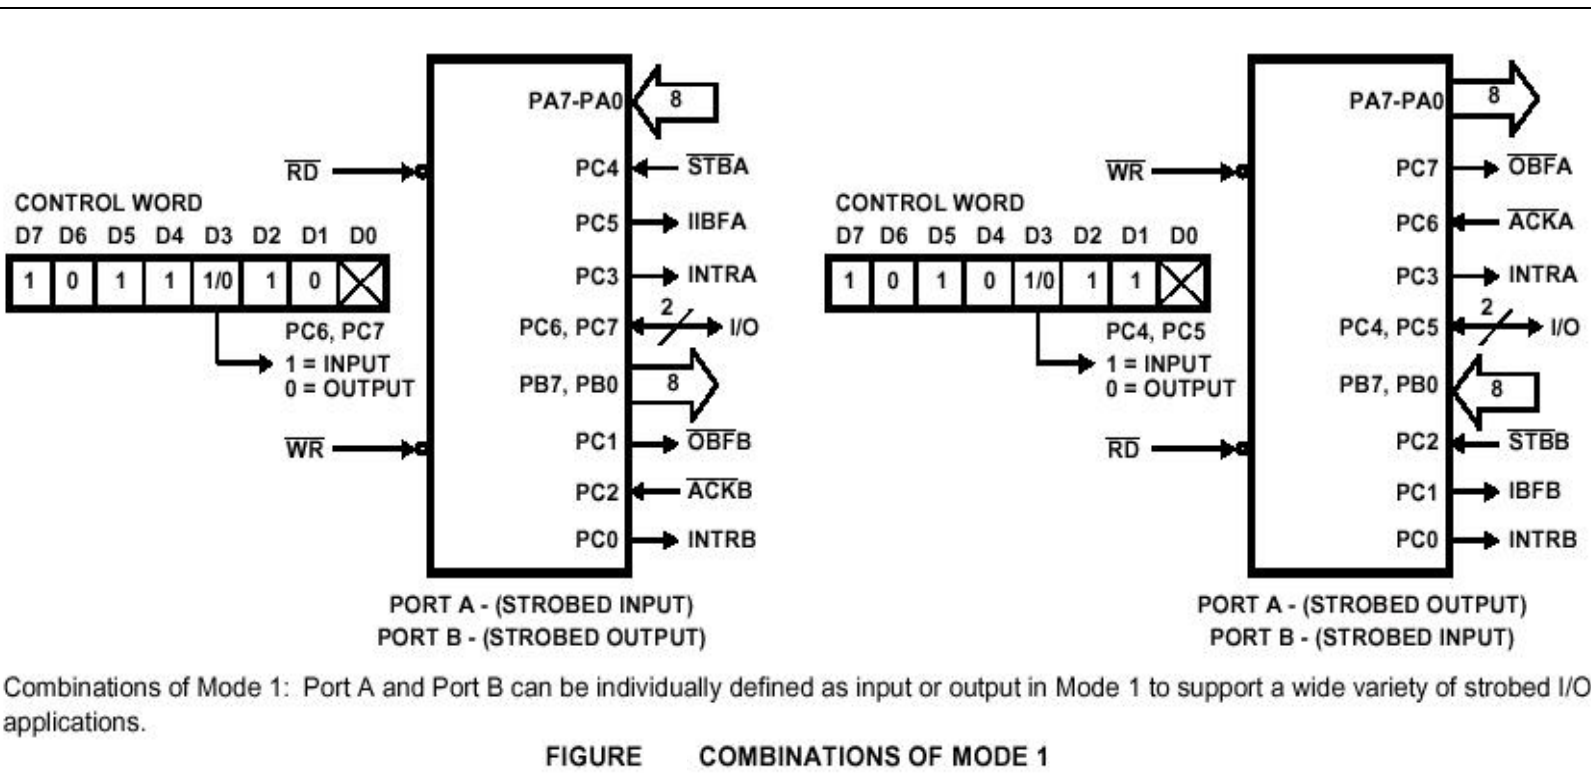 PA7-PA0
8
RD
PC4
STBA
CONTROL WORD
D7 D6 D5 D4 D3 D2 D1 D0
1 0 1 1 1/0 1 0
PC5
IIBFA
PC3
INTRA
PC6, PC7
1 = INPUT
0 = OUTPUT
PC6, PC7
2
I/O
PB7, PB0
8
WR
PC1
OBFB
PC2
ACKB
PC0
INTRB
PORT A - (STROBED INPUT)
PORT B - (STROBED OUTPUT)
PA7-PA0
8
WR
PC7
OBFA
CONTROL WORD
D7 D6 D5 D4 D3 D2 D1 D0
1 0 1 0 1/0 1 1
PC6
ACKA
PC3
INTRA
PC4, PC5
1 = INPUT
0 = OUTPUT
PC4, PC5
2
I/O
PB7, PB0
8
RD
PC2
STBB
PC1
IBFB
PC0
INTRB
PORT A - (STROBED OUTPUT)
PORT B - (STROBED INPUT)
Combinations of Mode 1: Port A and Port B can be individually defined as input or output in Mode 1 to support a wide variety of strobed I/O
applications.
FIGURE COMBINATIONS OF MODE 1